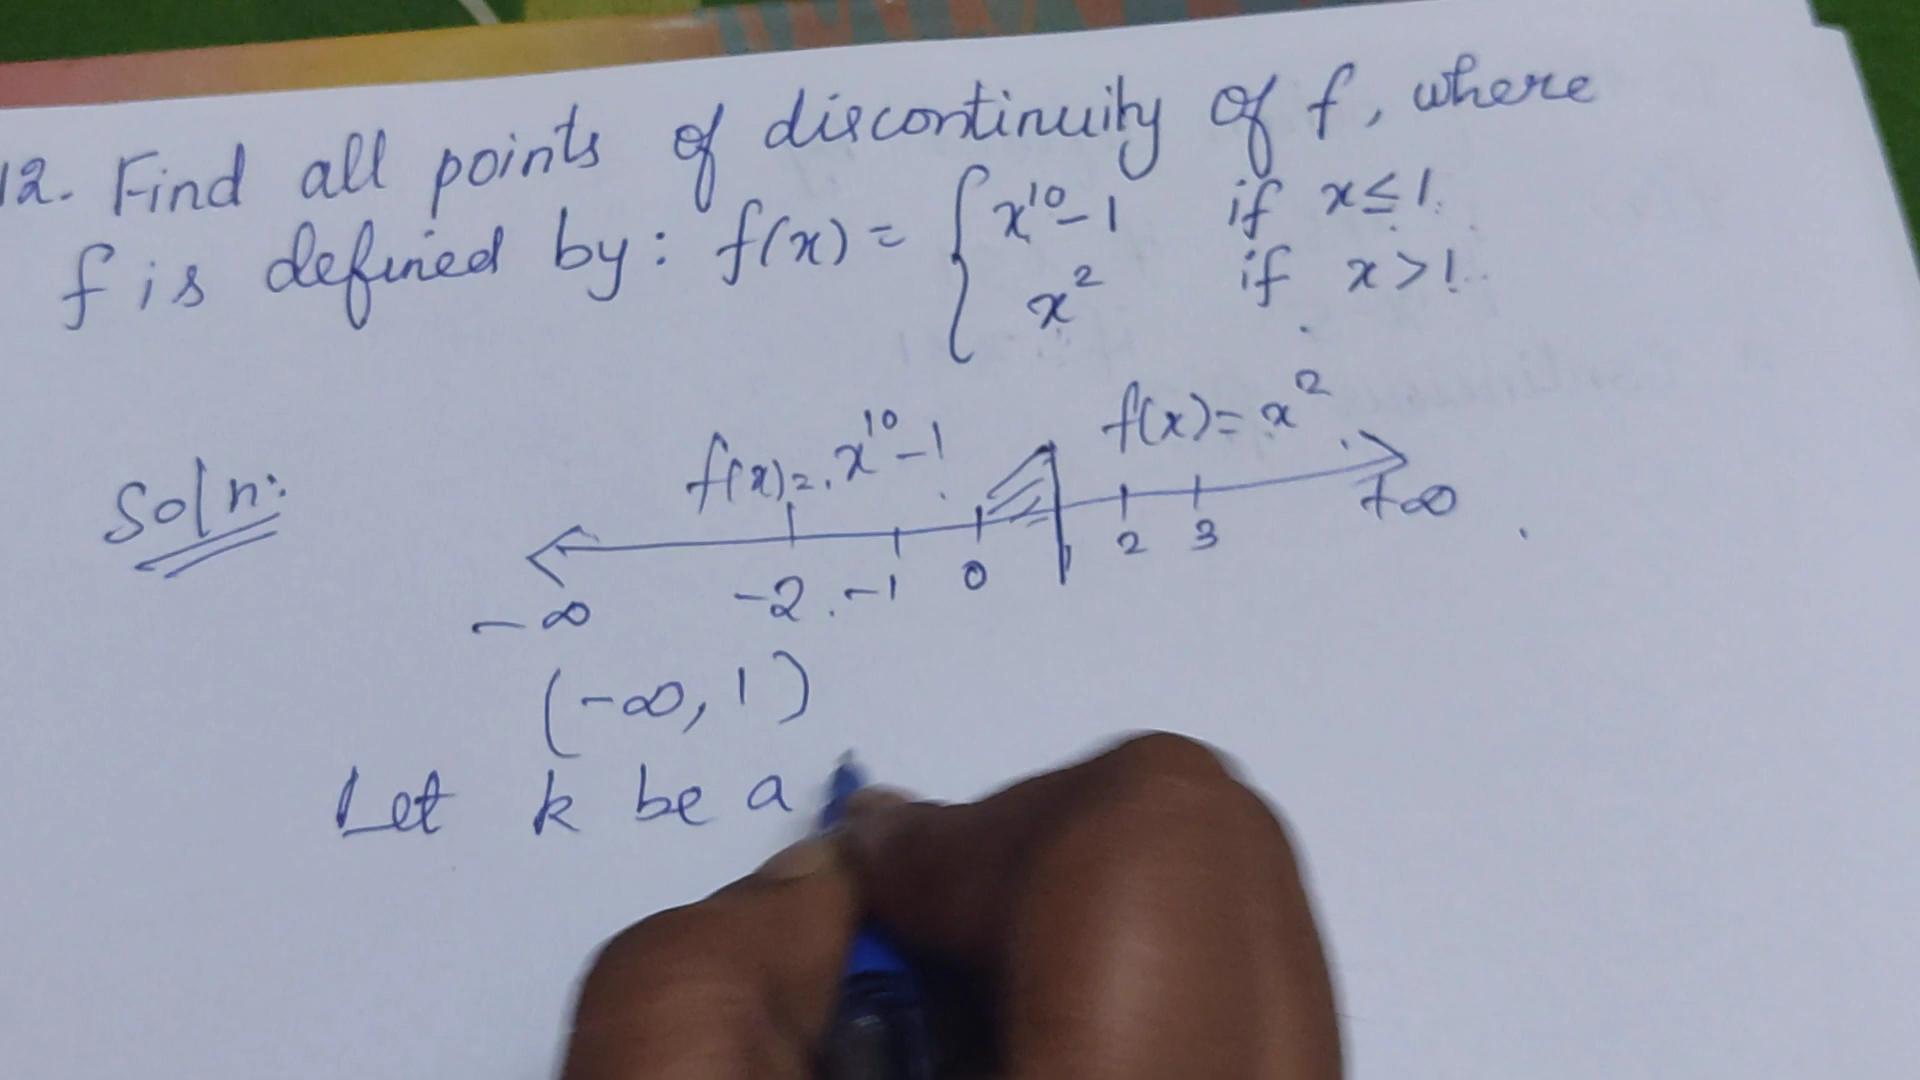 12. Find all points of discontinuity of f, where
f is defined by: f(x) = { x¹⁰-1 if x≤1
x² if x>1
Soln:
f(x)=x¹⁰-1 f(x)=x²
-∞ -2 -1 0 1 2 3 +∞
(-∞, 1)
Let k be a